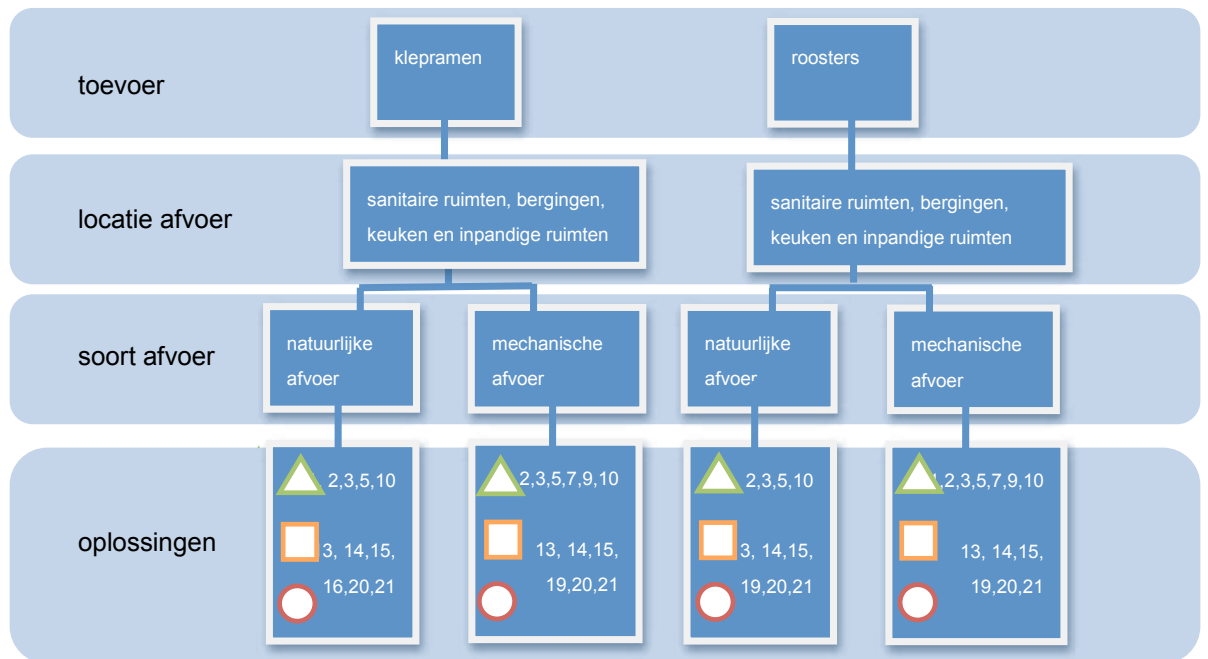 toevoer
klepramen
roosters
locatie afvoer
sanitaire ruimten, bergingen,
keuken en inpandige ruimten
sanitaire ruimten, bergingen,
keuken en inpandige ruimten
soort afvoer
natuurlijke
afvoer
mechanische
afvoer
natuurlijke
afvoer
mechanische
afvoer
oplossingen
2,3,5,10
3, 14,15,
16,20,21
2,3,5,7,9,10
13, 14,15,
19,20,21
2,3,5,10
3, 14,15,
19,20,21
,2,3,5,7,9,10
13, 14,15,
19,20,21